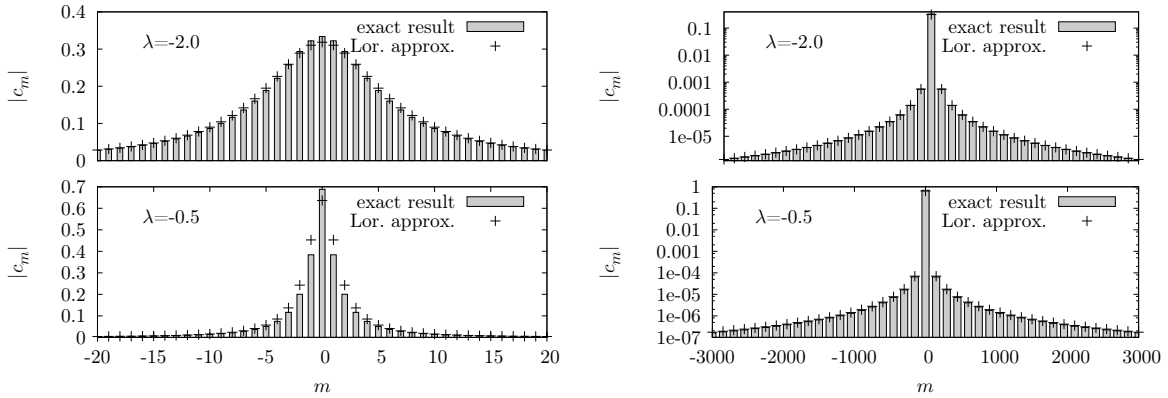 |c_m|
0.4
0.3
0.2
0.1
0
λ=-2.0
exact result
Lor. approx.
|c_m|
0.1
0.01
0.001
0.0001
1e-05
λ=-2.0
exact result
Lor. approx.
|c_m|
0.7
0.6
0.5
0.4
0.3
0.2
0.1
0
λ=-0.5
exact result
Lor. approx.
-20 -15 -10 -5 0 5 10 15 20
m
|c_m|
1
0.1
0.01
0.001
1e-04
1e-05
1e-06
1e-07
λ=-0.5
exact result
Lor. approx.
-3000 -2000 -1000 0 1000 2000 3000
m